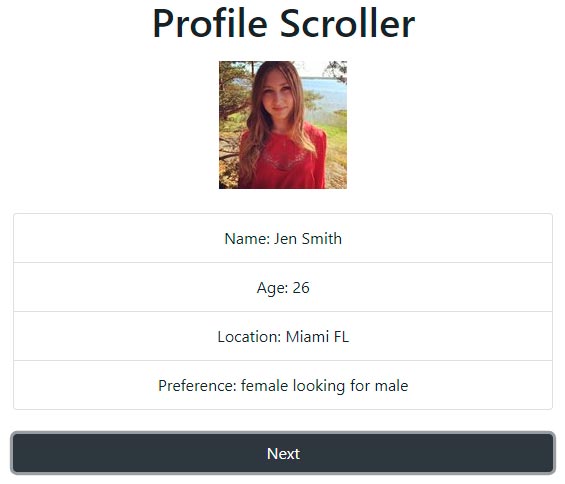 Profile Scroller
Name: Jen Smith
Age: 26
Location: Miami FL
Preference: female looking for male
Next